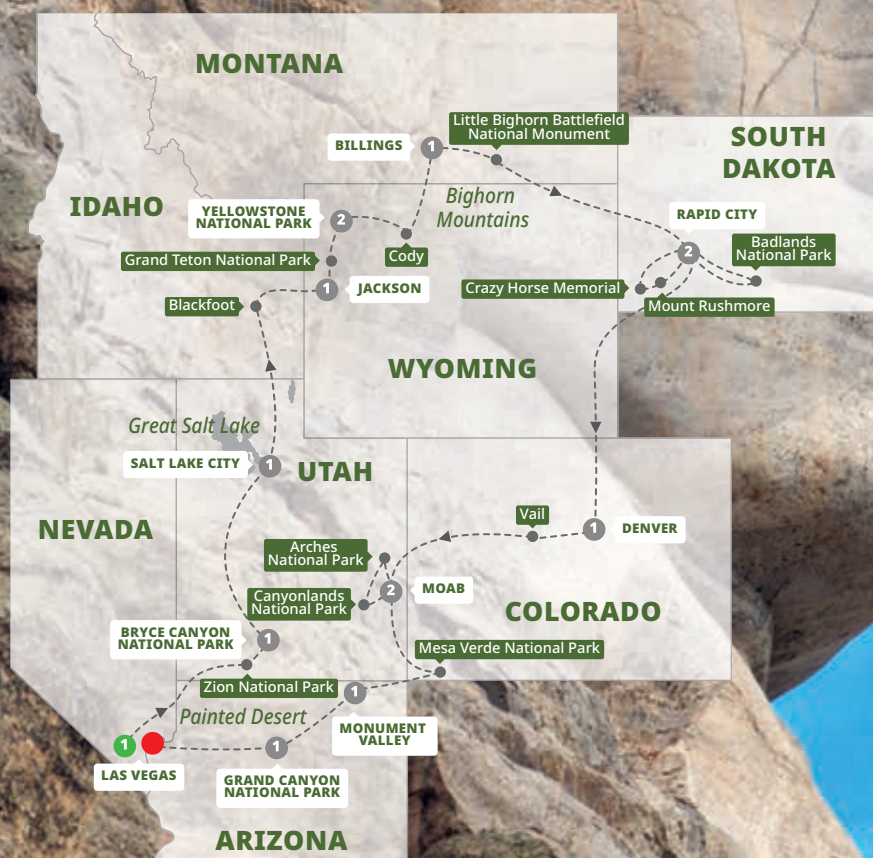 MONTANA
Little Bighorn Battlefield
National Monument
BILLINGS
1
SOUTH
DAKOTA
IDAHO
Bighorn
Mountains
YELLOWSTONE
NATIONAL PARK
2
RAPID CITY
2
Badlands
National Park
Grand Teton National Park
Cody
1
JACKSON
Crazy Horse Memorial
Mount Rushmore
Blackfoot
WYOMING
Great Salt Lake
SALT LAKE CITY
1
UTAH
NEVADA
Vail
1
DENVER
Arches
National Park
Canyonlands
National Park
2
MOAB
COLORADO
BRYCE CANYON
NATIONAL PARK
1
Mesa Verde National Park
Zion National Park
1
Painted Desert
MONUMENT
VALLEY
1
LAS VEGAS
1
GRAND CANYON
NATIONAL PARK
ARIZONA